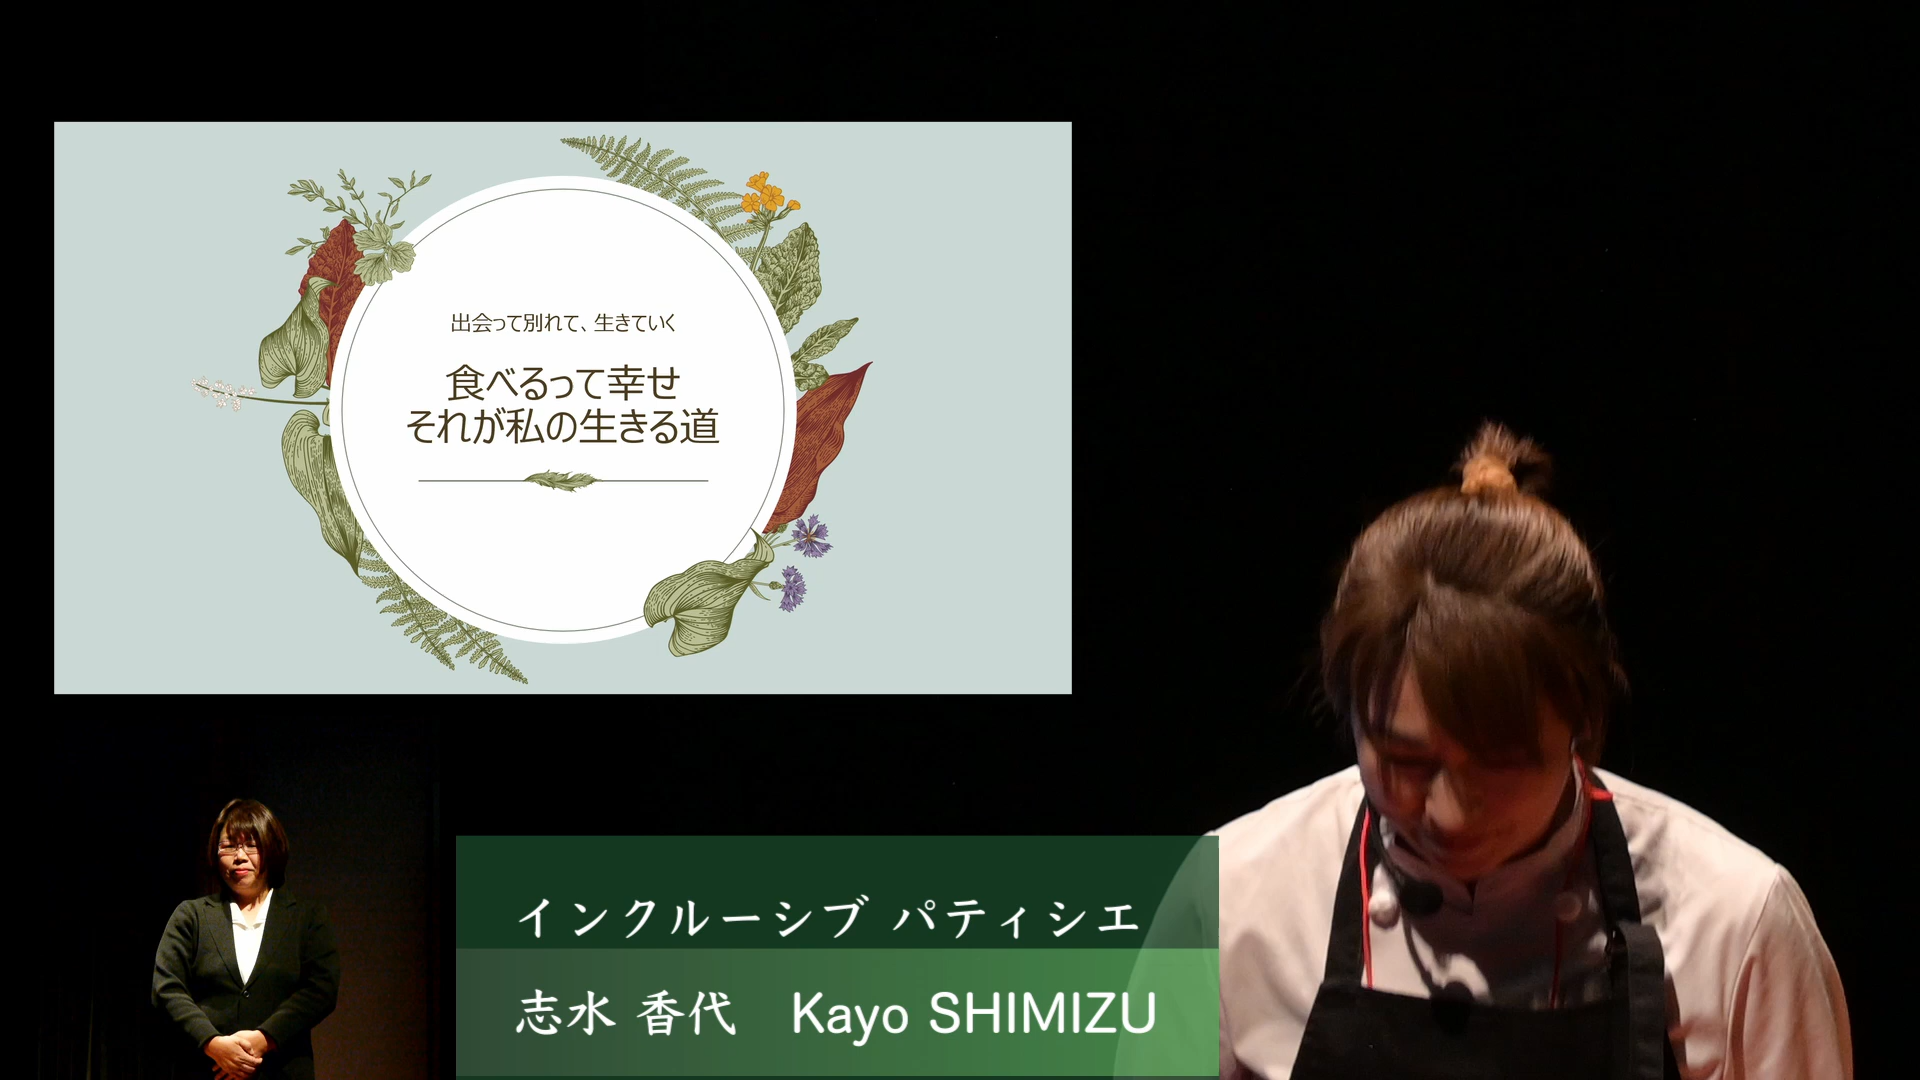 出会って別れて、生きていく
食べるって幸せ
それが私の生きる道
インクルーシブ パティシエ
志水 香代 Kayo SHIMIZU